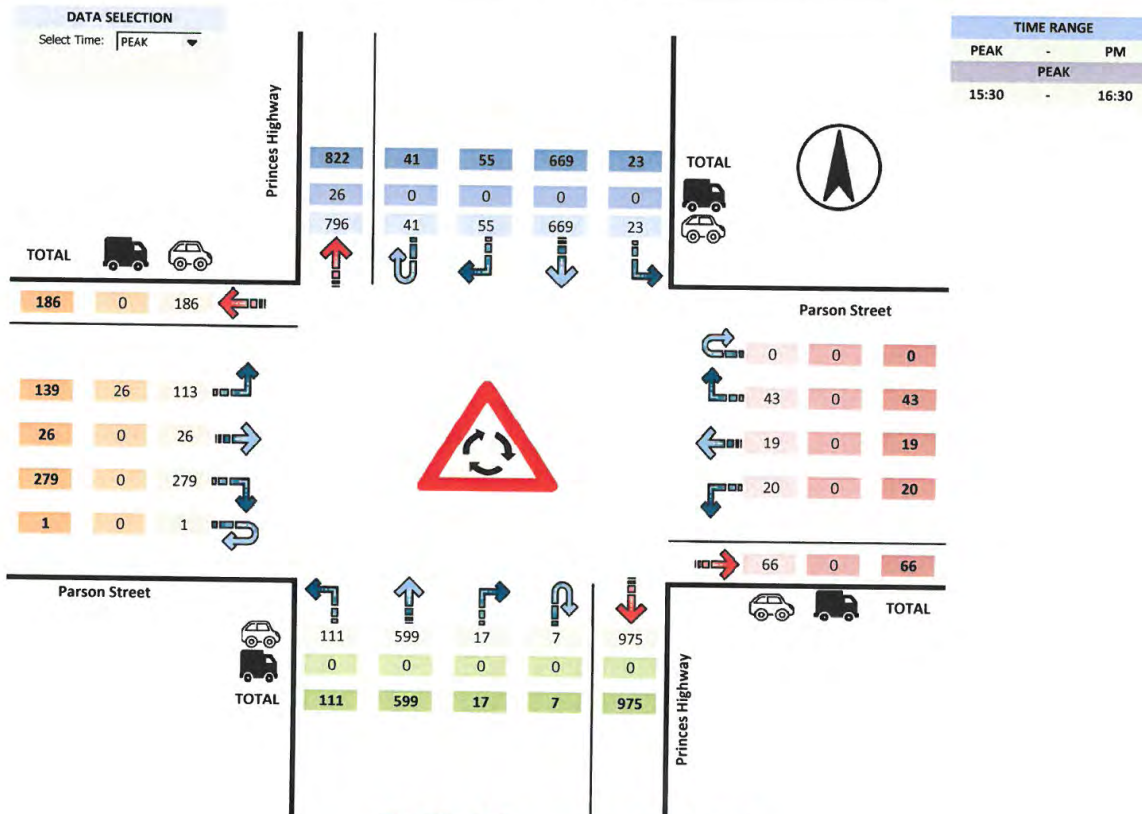 DATA SELECTION
Select Time: PEAK
TIME RANGE
PEAK - PM
PEAK
15:30 - 16:30
Princes Highway
822 41 55 669 23 TOTAL
26 0 0 0 0
796 41 55 669 23
TOTAL
186 0 186
Parson Street
0 0 0
139 26 113
43 0 43
26 0 26
19 0 19
279 0 279
20 0 20
1 0 1
66 0 66
Parson Street
TOTAL
111 599 17 7 975
0 0 0 0 0
TOTAL 111 599 17 7 975
Princes Highway